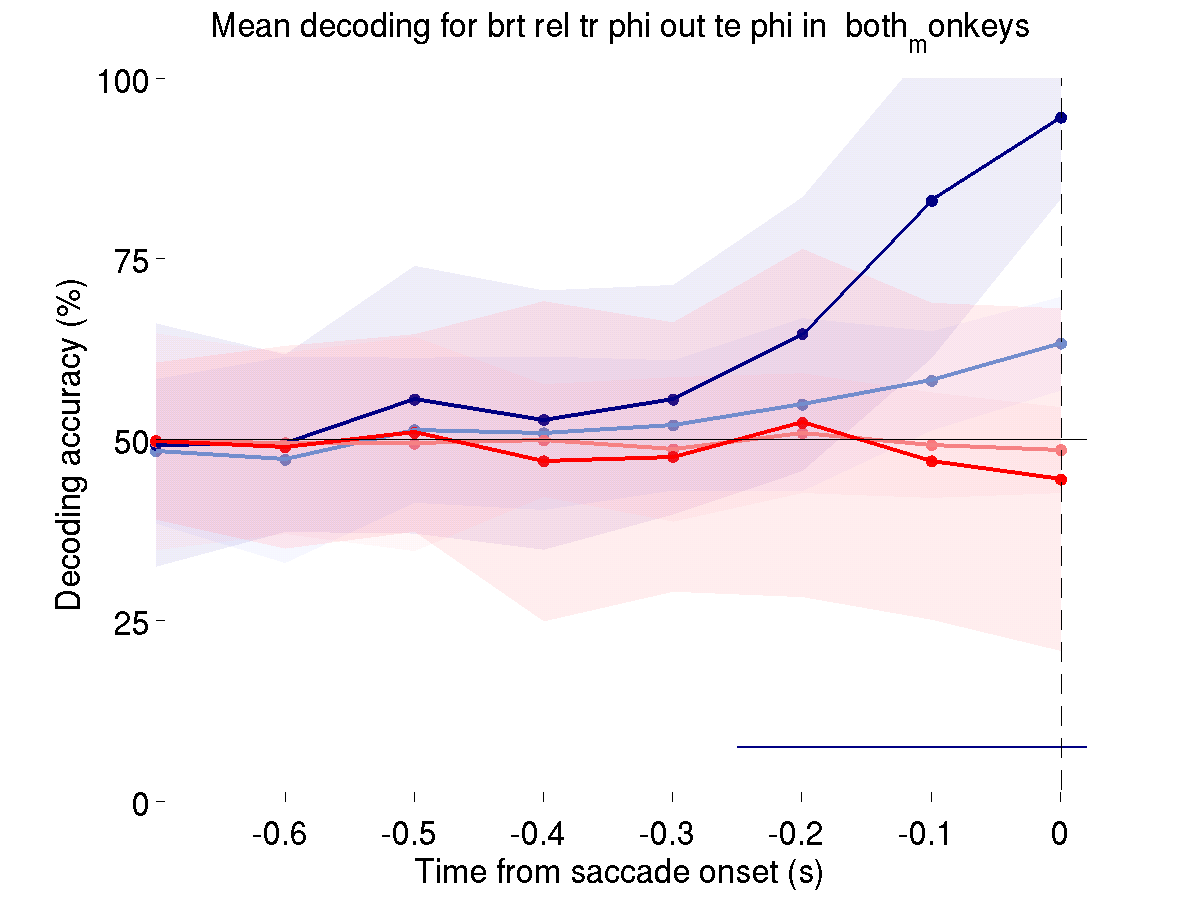 Mean decoding for brt rel tr phi out te phi in both_monkeys
100
75
50
25
0
Decoding accuracy (%)
-0.6 -0.5 -0.4 -0.3 -0.2 -0.1 0
Time from saccade onset (s)